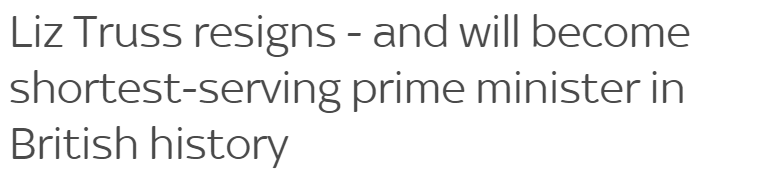 Liz Truss resigns - and will become
shortest-serving prime minister in
British history